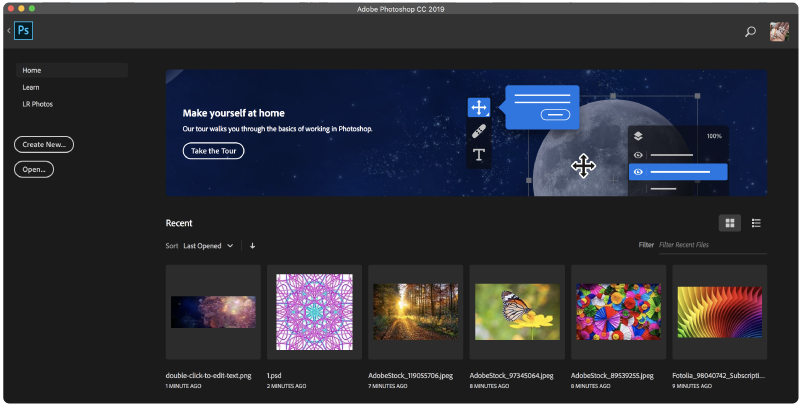 Adobe Photoshop CC 2019
Ps
Home
Learn
LR Photos
Create New...
Open...
Make yourself at home
Our tour walks you through the basics of working in Photoshop.
Take the Tour
T
100%
Recent
Sort Last Opened
Filter Filter Recent Files
double-click-to-edit-text.png
1 MINUTE AGO
1.psd
2 MINUTES AGO
AdobeStock_119055706.jpeg
7 MINUTES AGO
AdobeStock_97345064.jpeg
8 MINUTES AGO
AdobeStock_89539255.jpeg
8 MINUTES AGO
Fotolia_98040742_Subscripti...
9 MINUTES AGO